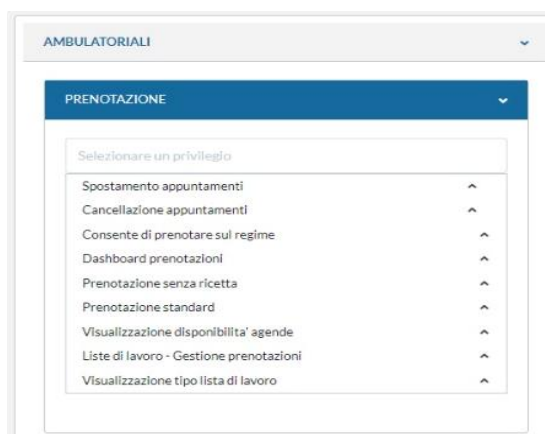 AMBULATORIALI
PRENOTAZIONE
Selezionare un privilegio
Spostamento appuntamenti
Cancellazione appuntamenti
Consente di prenotare sul regime
Dashboard prenotazioni
Prenotazione senza ricetta
Prenotazione standard
Visualizzazione disponibilita' agende
Liste di lavoro - Gestione prenotazioni
Visualizzazione tipo lista di lavoro